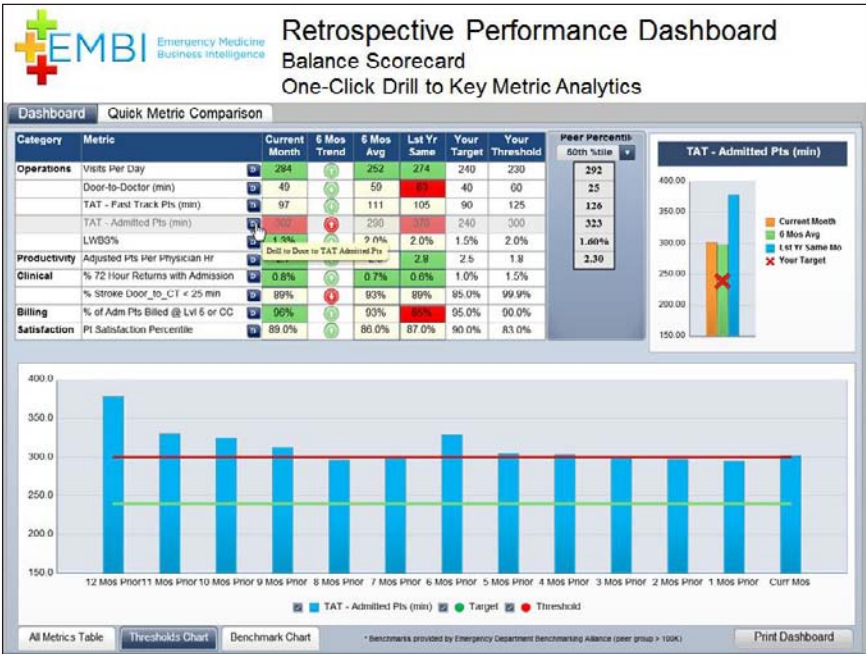 EMBI Emergency Medicine Business Intelligence
Retrospective Performance Dashboard
Balance Scorecard
One-Click Drill to Key Metric Analytics
Dashboard Quick Metric Comparison
Category Metric Current Month 6 Mos Trend 6 Mos Avg Lst Yr Same Your Target Your Threshold
Operations Visits Per Day D 284 252 274 240 230
Door-to-Doctor (min) D 49 59 40 60
TAT - Fast Track Pts (min) D 97 111 105 90 125
TAT - Admitted Pts (min) 240 300
LWBS% D 1.3% 2.0% 2.0% 1.5% 2.0%
Drill to Door to TAT Admitted Pts
Productivity Adjusted Pts Per Physician Hr D 2.8 2.5 1.8
Clinical % 72 Hour Returns with Admission D 0.8% 0.7% 0.6% 1.0% 1.5%
% Stroke Door_to_CT < 25 min D 89% 93% 89% 85.0% 99.9%
Billing % of Adm Pts Billed @ Lvl 5 or CC D 96% 93% 95.0% 90.0%
Satisfaction Pt Satisfaction Percentile D 89.0% 86.0% 87.0% 90.0% 83.0%
Peer Percentile
50th %tile
292
25
126
323
1.60%
2.30
TAT - Admitted Pts (min)
400.00
350.00
300.00
250.00
200.00
150.00
Current Month
6 Mos Avg
Lst Yr Same Mo
Your Target
400.0
350.0
300.0
250.0
200.0
150.0
12 Mos Prior 11 Mos Prior 10 Mos Prior 9 Mos Prior 8 Mos Prior 7 Mos Prior 6 Mos Prior 5 Mos Prior 4 Mos Prior 3 Mos Prior 2 Mos Prior 1 Mos Prior Curr Mos
TAT - Admitted Pts (min) Target Threshold
All Metrics Table Thresholds Chart Benchmark Chart * Benchmarks provided by Emergency Department Benchmarking Alliance (peer group > 100K) Print Dashboard